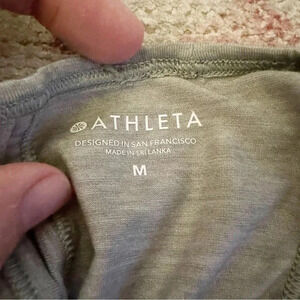 ATHLETA
DESIGNED IN SAN FRANCISCO
MADE IN SRI LANKA
M